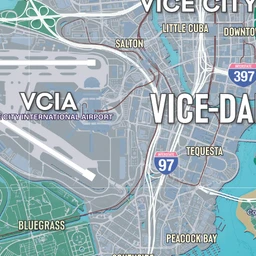 VICE CITY
LITTLE CUBA
DOWNTO
SALTON
397
VCIA
CITY INTERNATIONAL AIRPORT
VICE-DA
TEQUESTA
97
BLUEGRASS
PEACOCK BAY